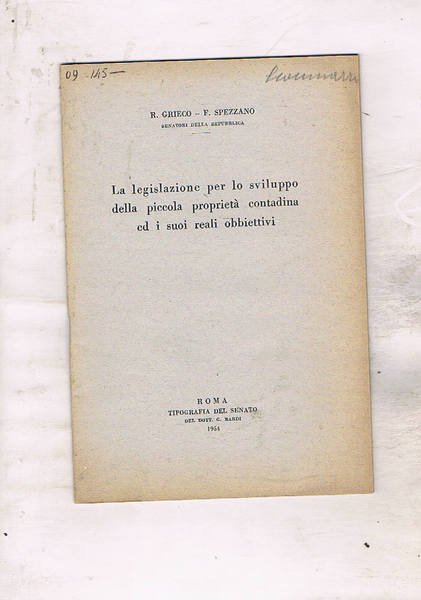 09 145—
R. GRIECO - F. SPEZZANO
SENATORI DELLA REPUBBLICA
La legislazione per lo sviluppo
della piccola proprietà contadina
ed i suoi reali obbiettivi
ROMA
TIPOGRAFIA DEL SENATO
DEL DOTT. G. BARDI
1954